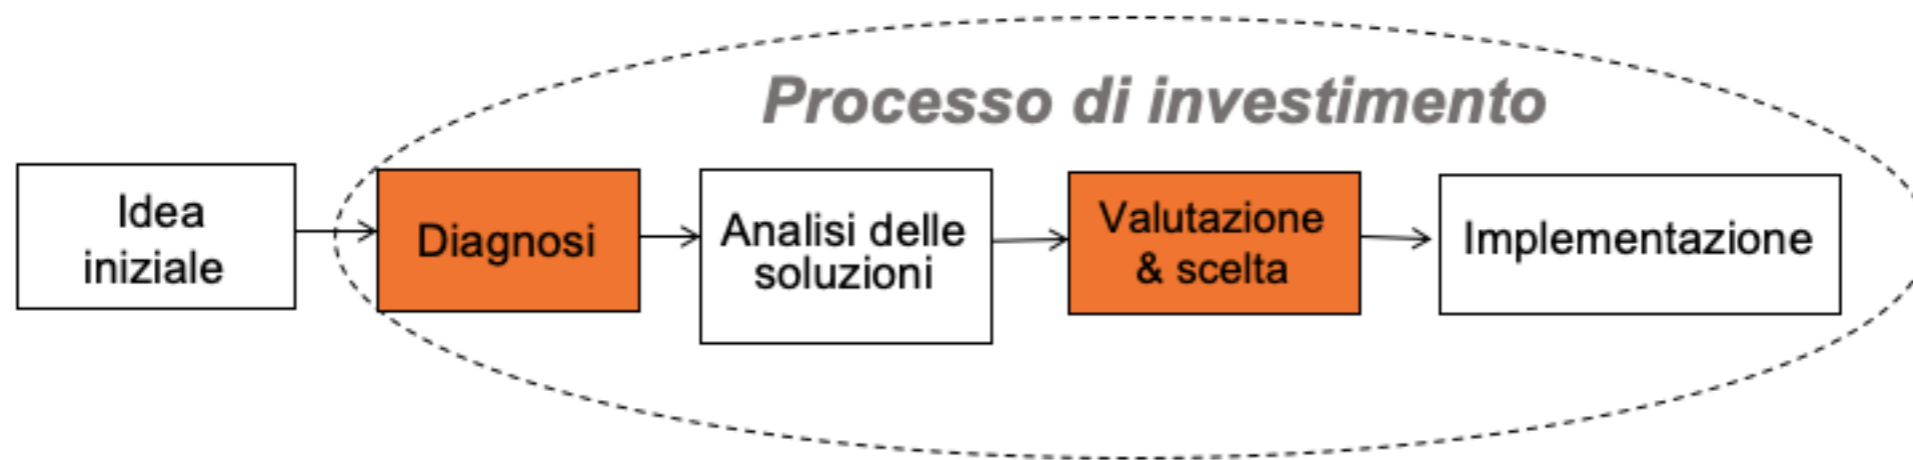 Processo di investimento
Idea
iniziale
Diagnosi
Analisi delle
soluzioni
Valutazione
& scelta
Implementazione